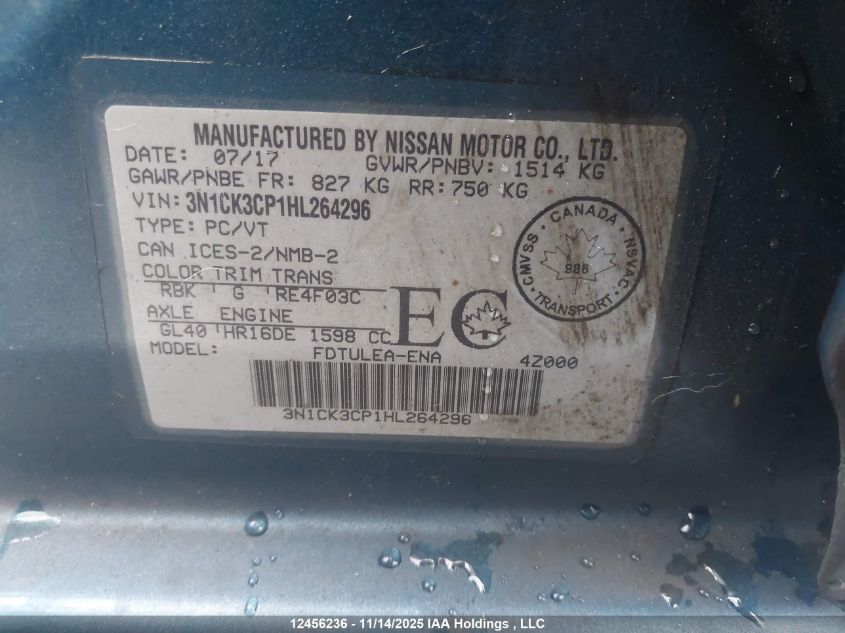 MANUFACTURED BY NISSAN MOTOR CO., LTD.
DATE: 07/17 GVWR/PNBV: 1514 KG
GAWR/PNBE FR: 827 KG RR: 750 KG
VIN: 3N1CK3CP1HL264296
TYPE: PC/VT
CAN ICES-2/NMB-2
COLOR TRIM TRANS
RBK G RE4F03C
AXLE ENGINE
GL40 HR16DE 1598 CC
EC
MODEL: FDTULEA-ENA 4Z000
3N1CK3CP1HL264296
CANADA
CMVSS NSVAC
986
TRANSPORT
12456236 - 11/14/2025 IAA Holdings , LLC